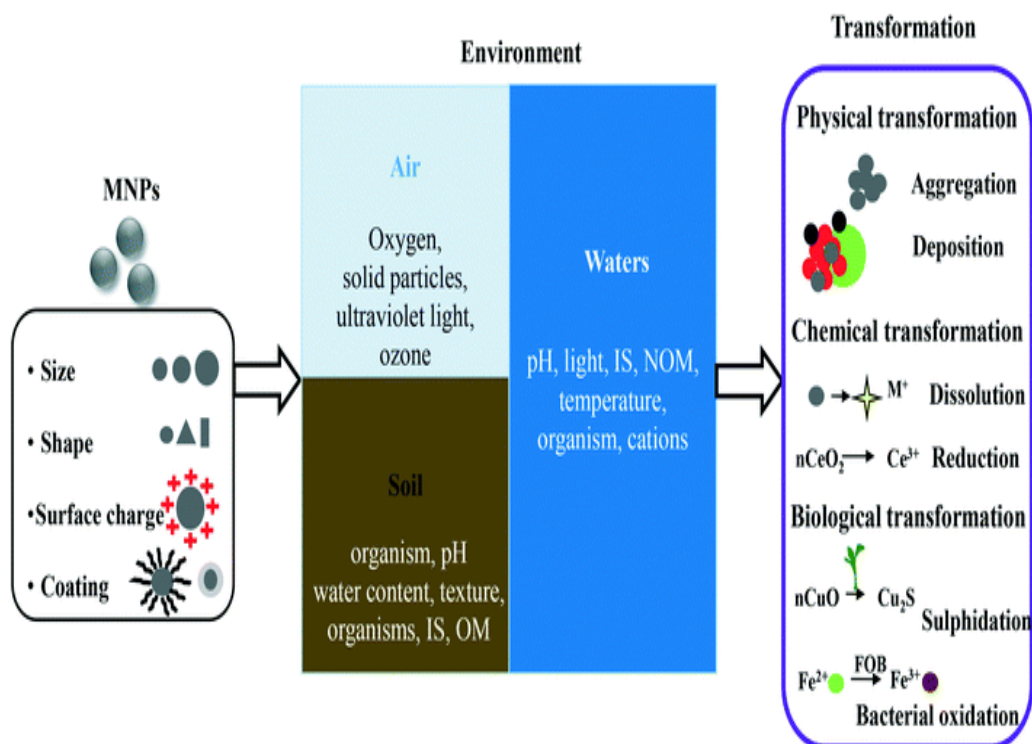 Environment
Transformation
MNPs
• Size
• Shape
•Surface charge
• Coating
Air
Oxygen,
solid particles,
ultraviolet light,
ozone
Soil
organism, pH
water content, texture,
organisms, IS, OM
Waters
pH, light, IS, NOM,
temperature,
organism, cations
Physical transformation
Aggregation
Deposition
Chemical transformation
M⁺ Dissolution
nCeO₂ Ce³⁺ Reduction
Biological transformation
nCuO Cu₂S
Sulphidation
Fe²⁺ FOB Fe³⁺
Bacterial oxidation